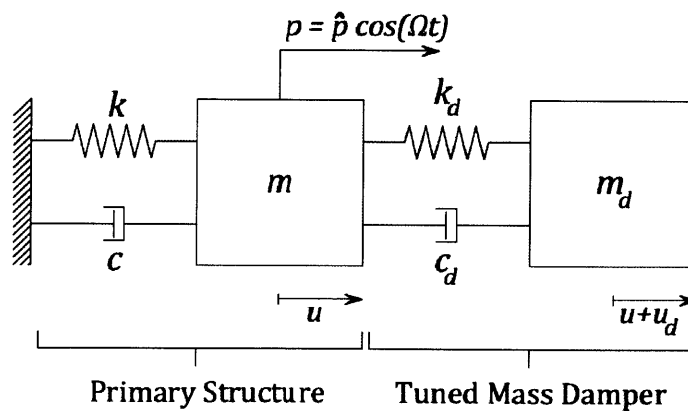 p = p̂ cos(Ωt)
k
k_d
m
m_d
c
c_d
u
u+u_d
Primary Structure
Tuned Mass Damper